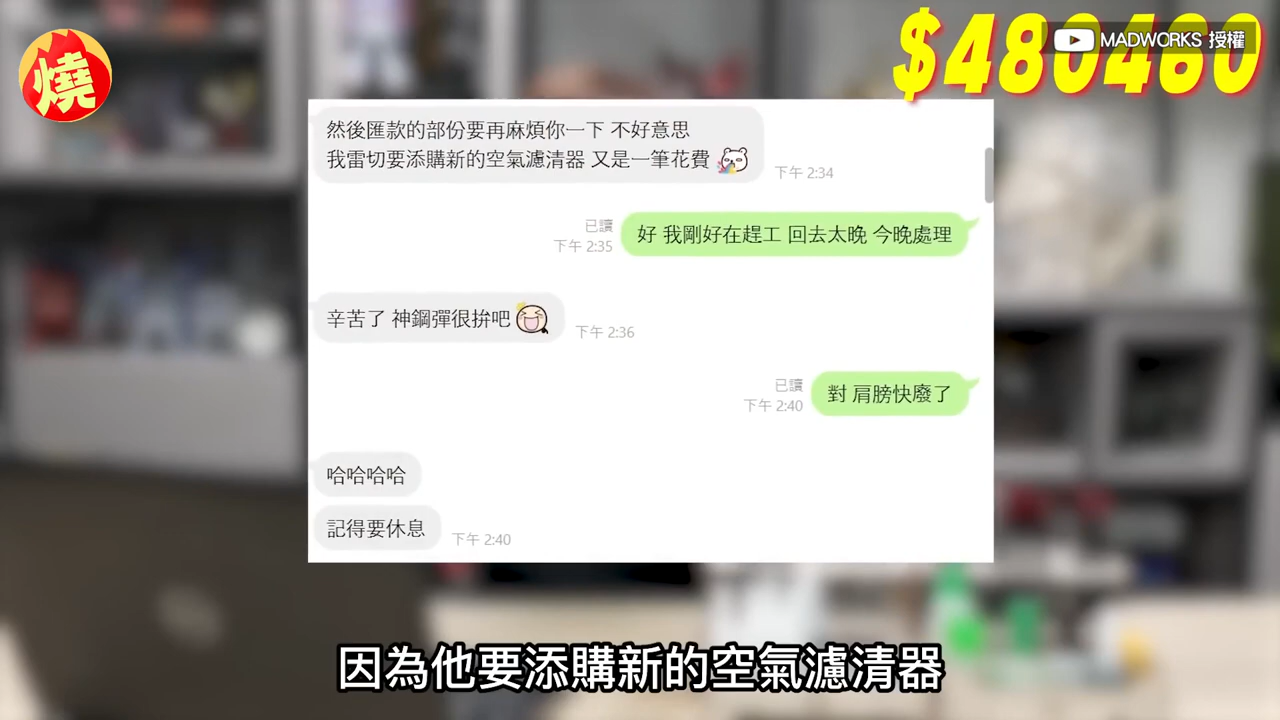 燒
$480460
MADWORKS 授權
然後匯款的部份要再麻煩你一下 不好意思
我雷切要添購新的空氣濾清器 又是一筆花費
下午 2:34
已讀
下午 2:35
好 我剛好在趕工 回去太晚 今晚處理
辛苦了 神鋼彈很拚吧
下午 2:36
已讀
下午 2:40
對 肩膀快廢了
哈哈哈哈
記得要休息
下午 2:40
因為他要添購新的空氣濾清器